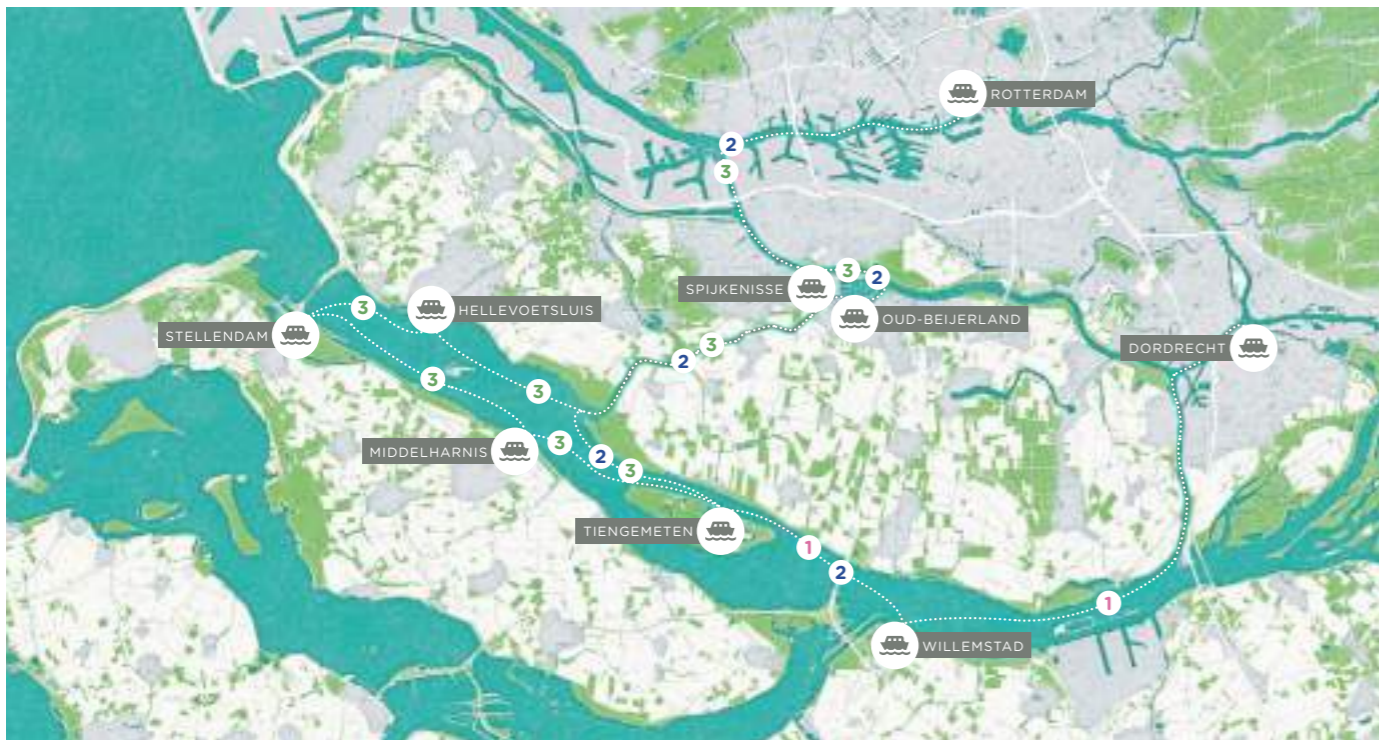 ROTTERDAM
2
3
SPIJKENISSE
3
2
OUD-BEIJERLAND
HELLEVOETSLUIS
3
STELLENDAM
DORDRECHT
3
2
3
3
MIDDELHARNIS
3
2
3
TIENGEMETEN
1
2
1
WILLEMSTAD